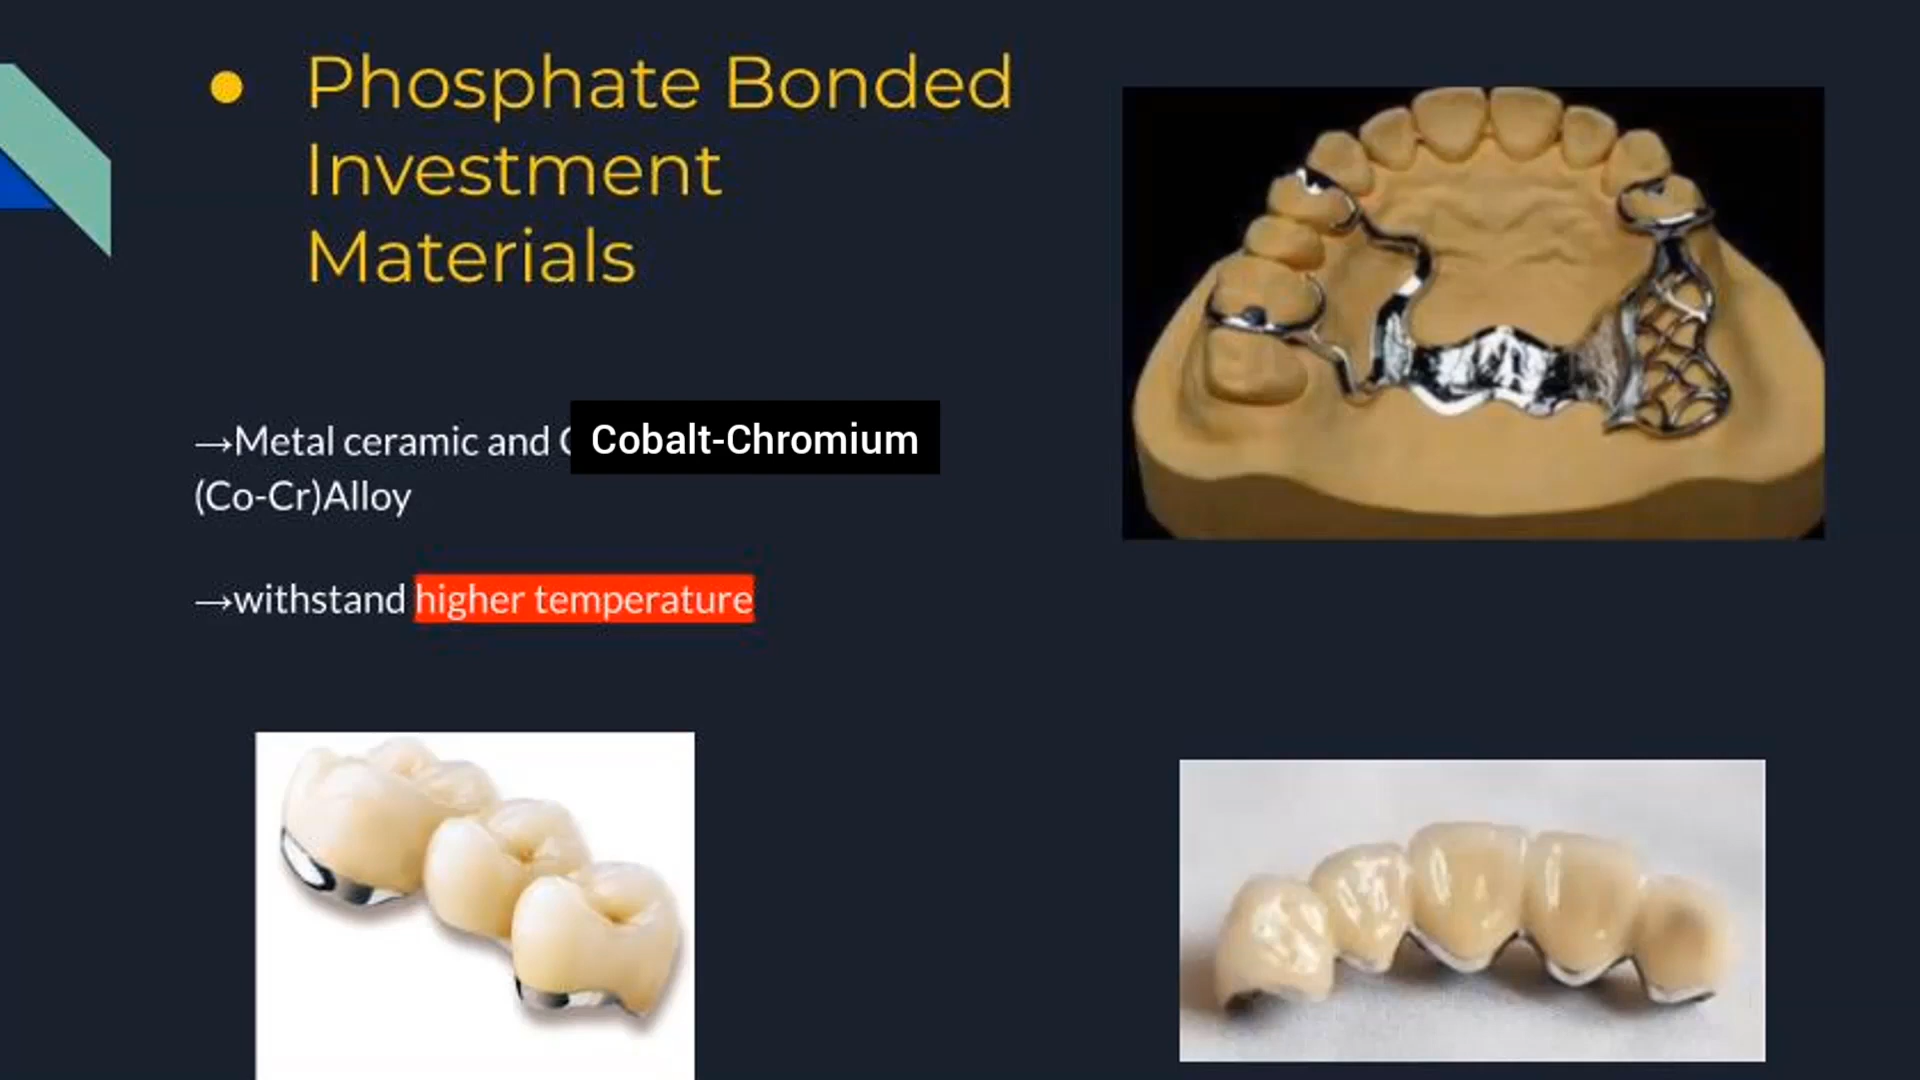 ● Phosphate Bonded
Investment
Materials
→Metal ceramic and
Cobalt-Chromium
(Co-Cr)Alloy
→withstand higher temperature